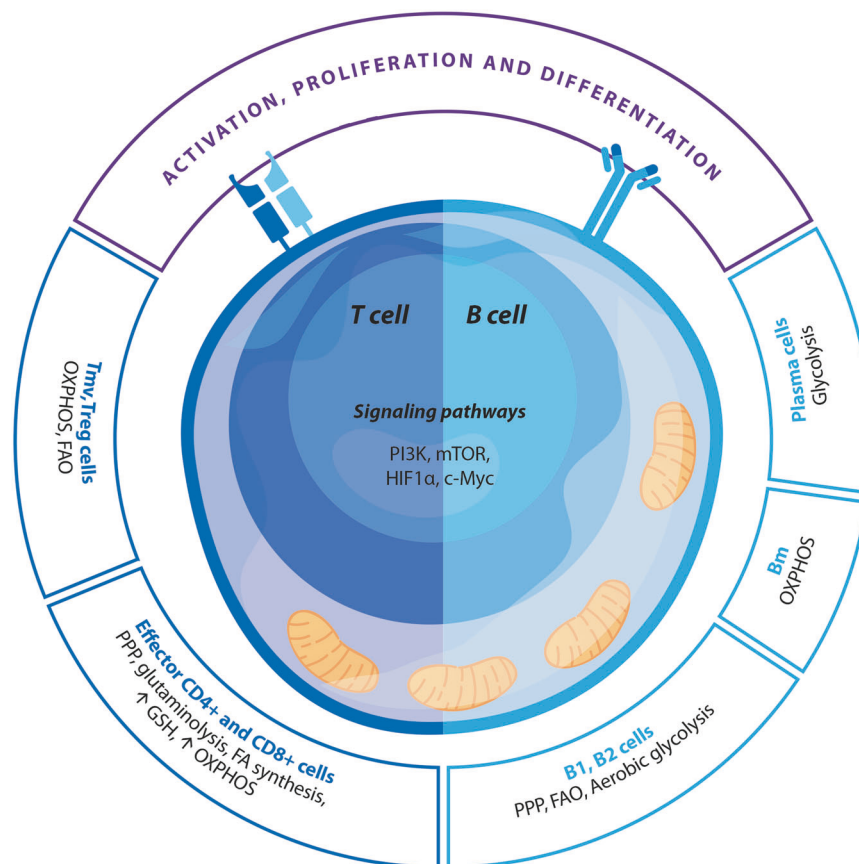 ACTIVATION, PROLIFERATION AND DIFFERENTIATION
T cell
B cell
Signaling pathways
PI3K, mTOR,
HIF1α, c-Myc
Tmv,Treg cells
OXPHOS, FAO
Effector CD4+ and CD8+ cells
PPP, glutaminolysis, FA synthesis,
↑ GSH, ↑ OXPHOS
B1, B2 cells
PPP, FAO, Aerobic glycolysis
Bm
OXPHOS
Plasma cells
Glycolysis